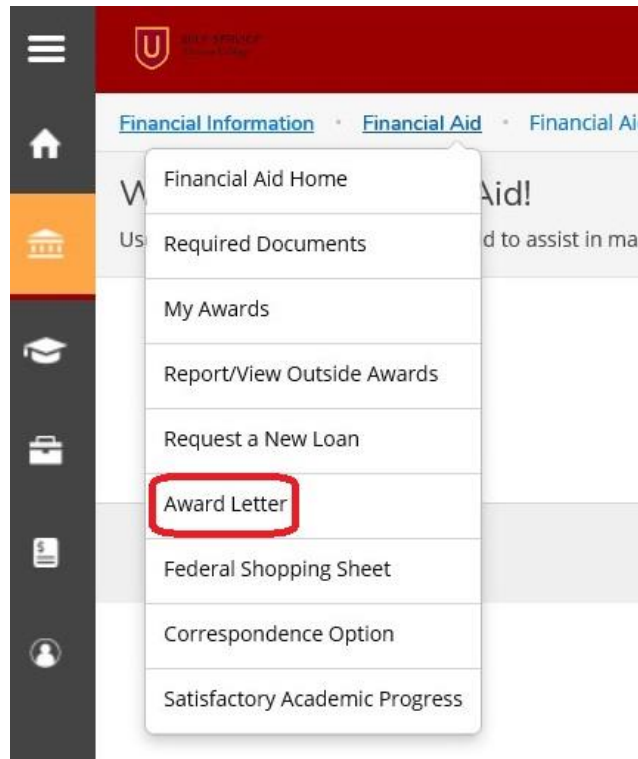 U
Financial Information · Financial Aid · Financial Ai
W Aid!
Us d to assist in ma
Financial Aid Home
Required Documents
My Awards
Report/View Outside Awards
Request a New Loan
Award Letter
Federal Shopping Sheet
Correspondence Option
Satisfactory Academic Progress